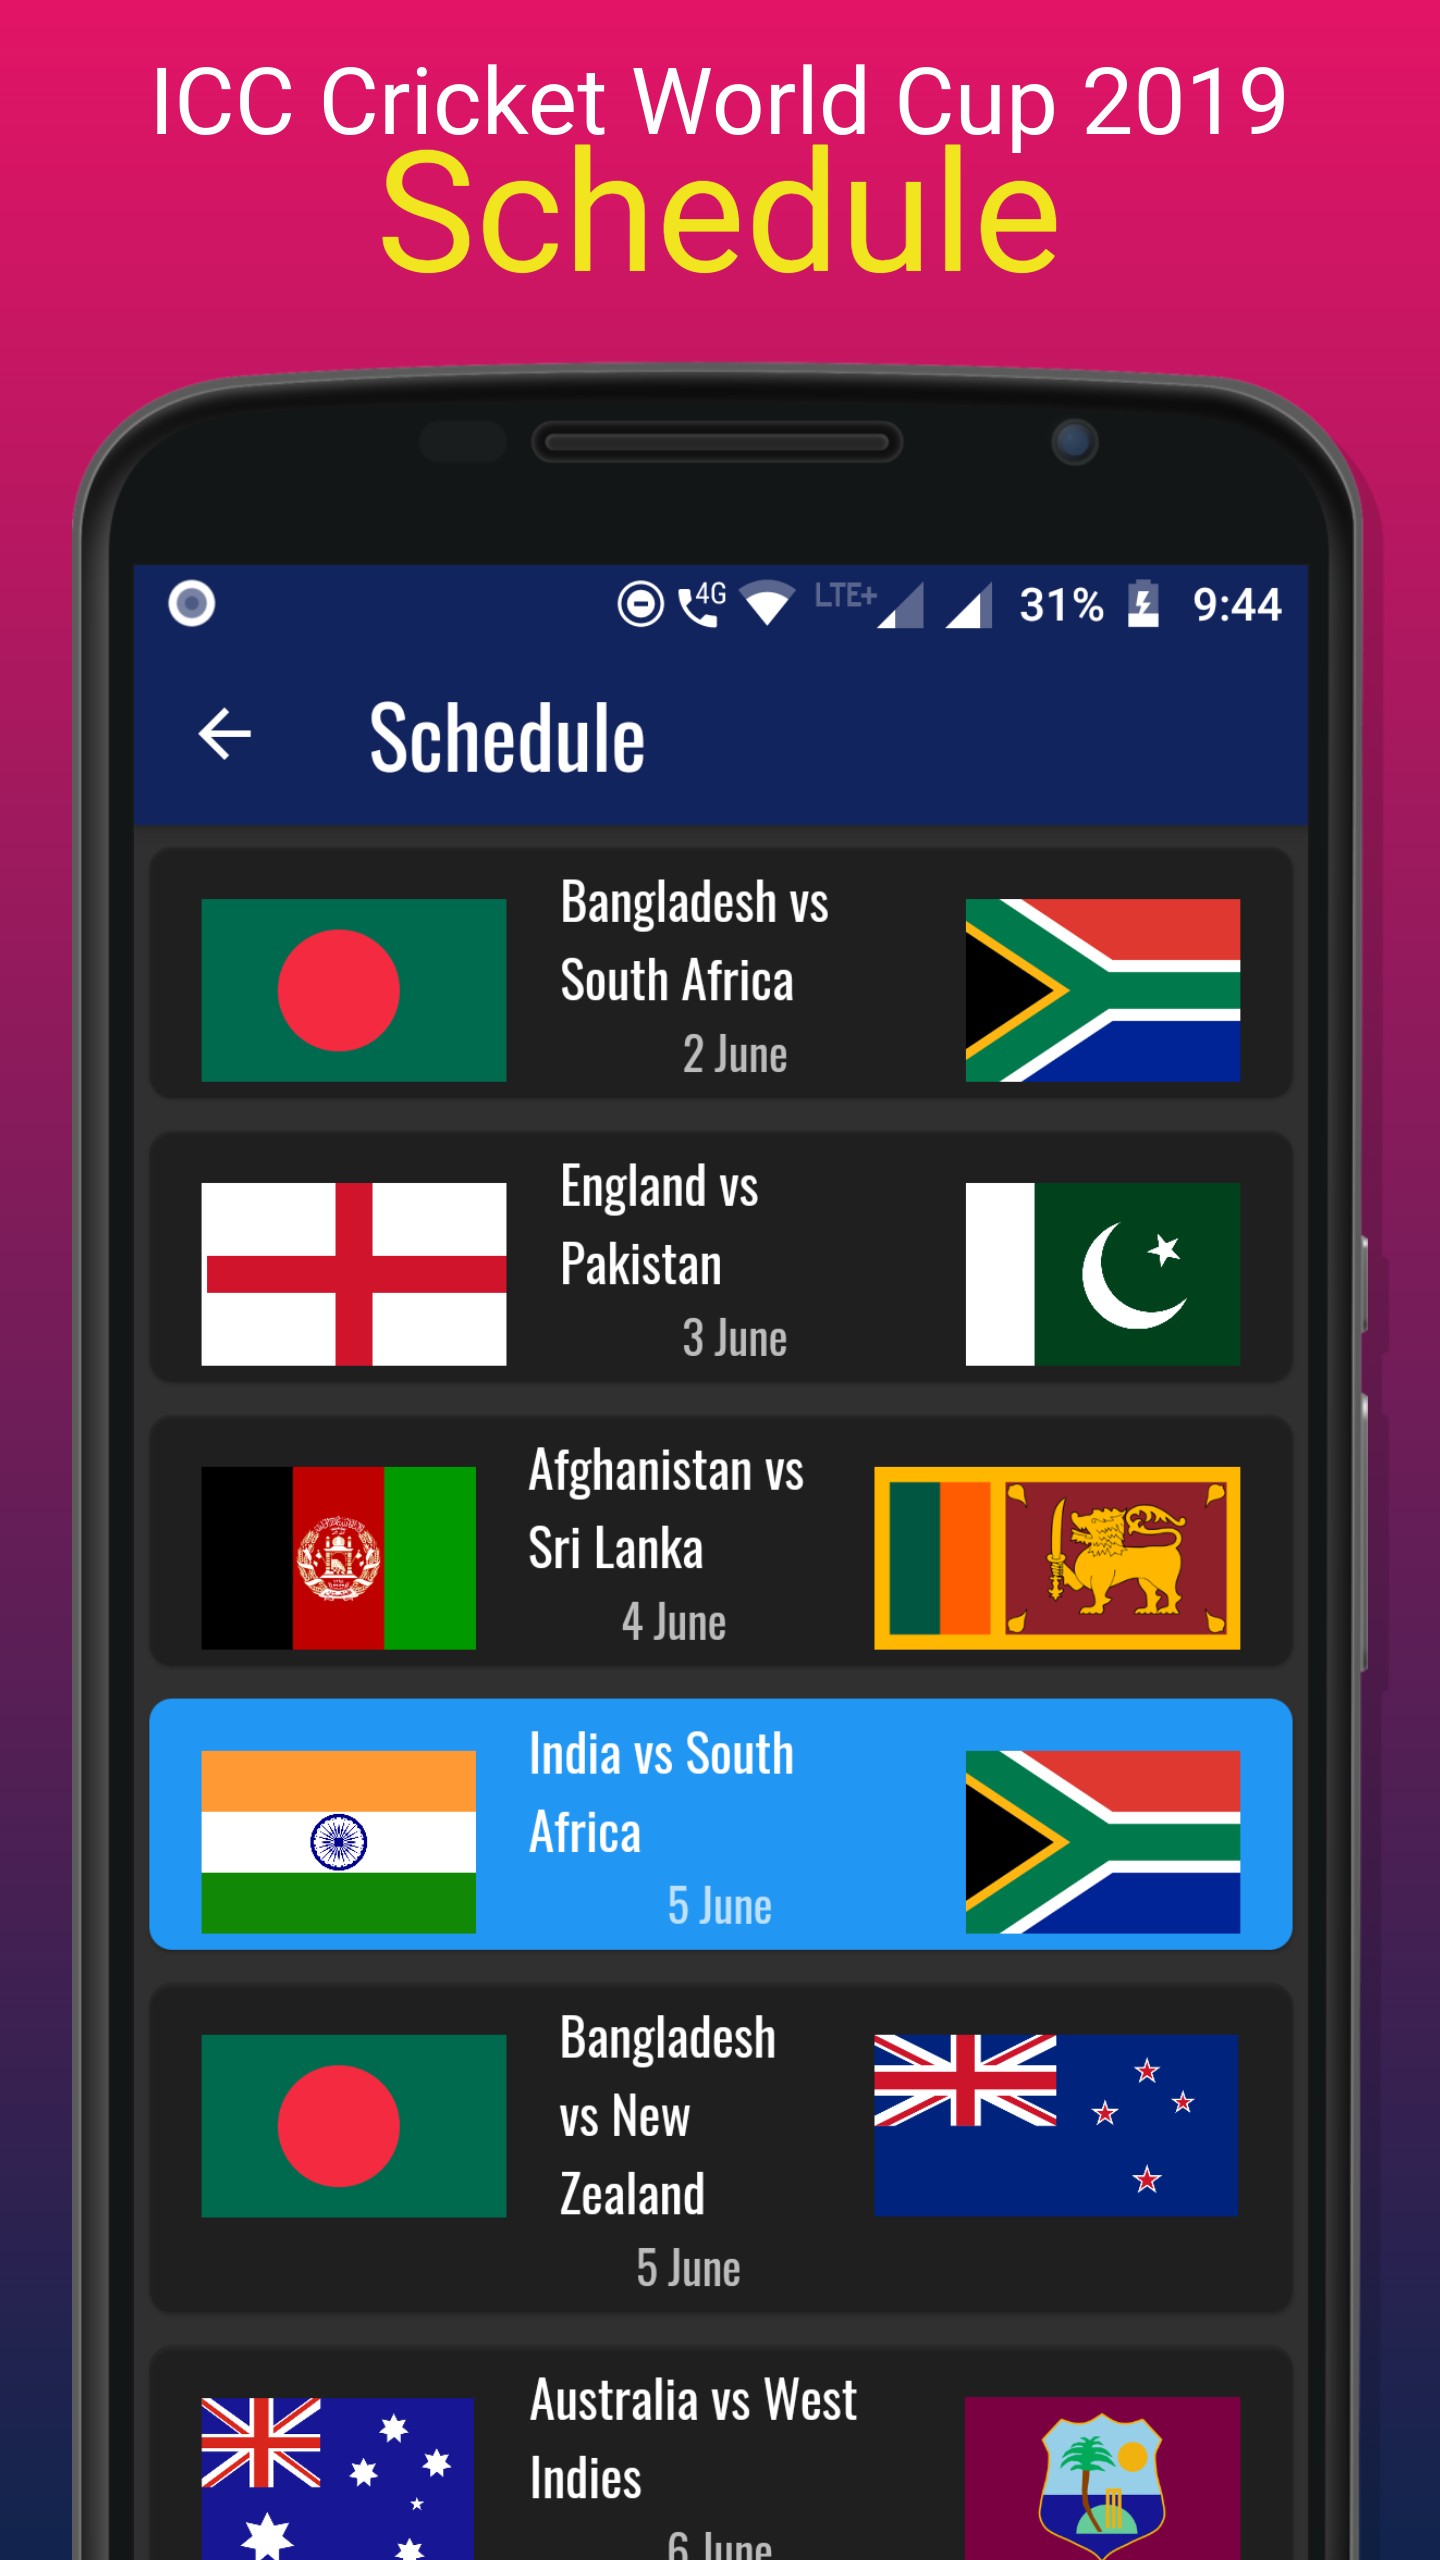 ICC Cricket World Cup 2019
Schedule
4G LTE+ 31% 9:44
Schedule
Bangladesh vs
South Africa
2 June
England vs
Pakistan
3 June
Afghanistan vs
Sri Lanka
4 June
India vs South
Africa
5 June
Bangladesh
vs New
Zealand
5 June
Australia vs West
Indies
6 June